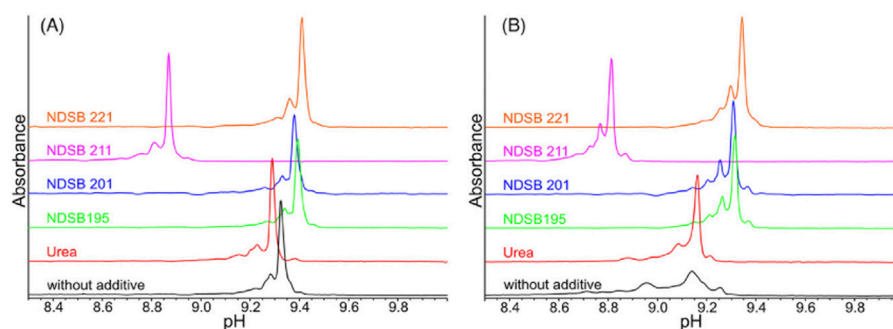 (A)
Absorbance
NDSB 221
NDSB 211
NDSB 201
NDSB195
Urea
without additive
8.4 8.6 8.8 9.0 9.2 9.4 9.6 9.8
pH
(B)
Absorbance
NDSB 221
NDSB 211
NDSB 201
NDSB195
Urea
without additive
8.4 8.6 8.8 9.0 9.2 9.4 9.6 9.8
pH